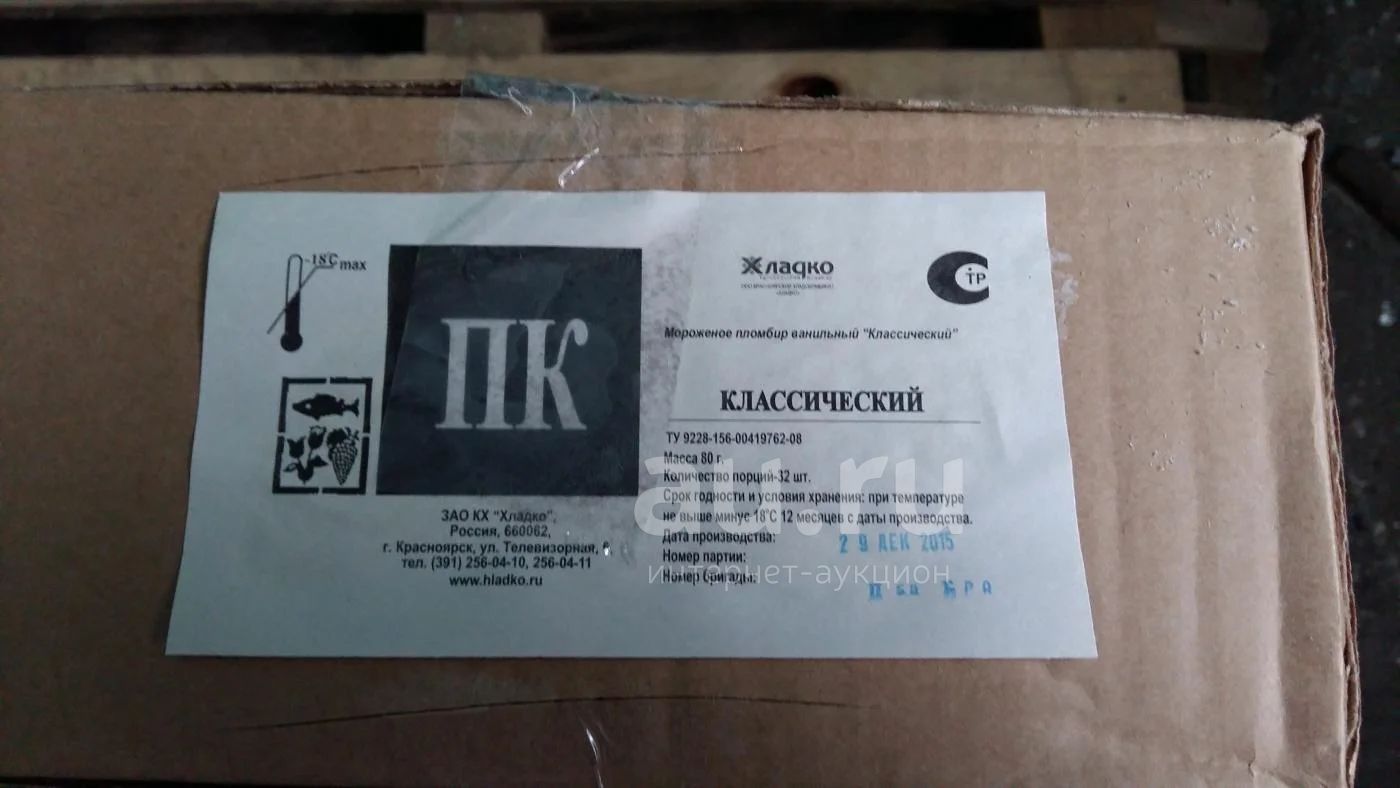 -18°C max
ПК
ЗАО КХ "Хладко",
Россия, 660062,
г. Красноярск, ул. Телевизорная,
тел. (391) 256-04-10, 256-04-11
www.hladko.ru
Хладко
СТР
Мороженое пломбир ванильный "Классический"
КЛАССИЧЕСКИЙ
ТУ 9228-156-00419762-08
Масса 80 г.
Количество порций-32 шт.
Срок годности и условия хранения: при температуре
не выше минус 18°С 12 месяцев с даты производства.
Дата производства: 29 ДЕК 2015
Номер партии:
Номер бригады:
au.ru
интернет-аукцион